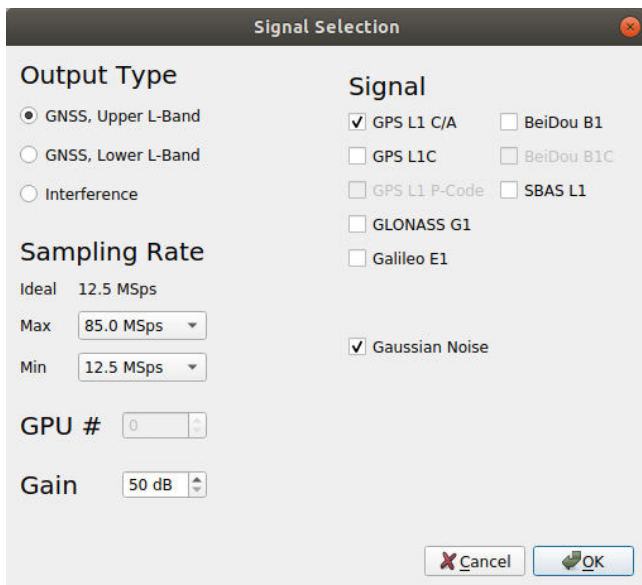 Signal Selection
Output Type
GNSS, Upper L-Band
GNSS, Lower L-Band
Interference
Sampling Rate
Ideal 12.5 MSps
Max 85.0 MSps
Min 12.5 MSps
GPU # 0
Gain 50 dB
Signal
GPS L1 C/A BeiDou B1
GPS L1C BeiDou B1C
GPS L1 P-Code SBAS L1
GLONASS G1
Galileo E1
Gaussian Noise
Cancel OK